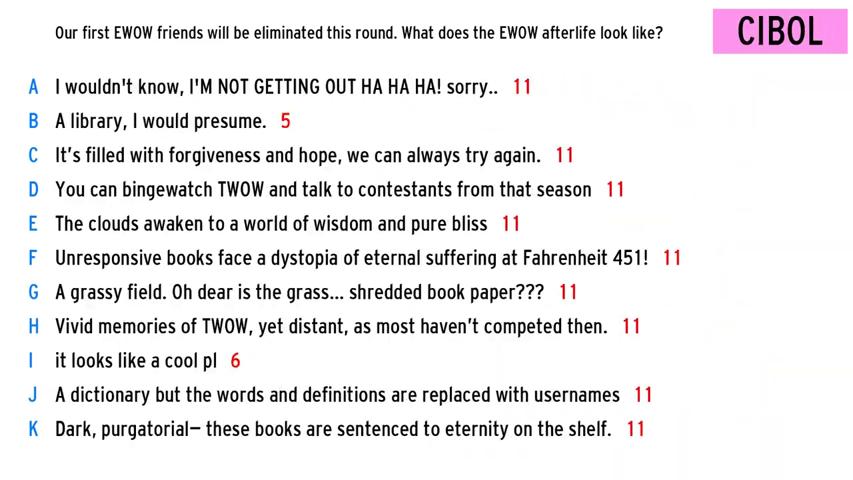 Our first EWOW friends will be eliminated this round. What does the EWOW afterlife look like?
CIBOL
A I wouldn't know, I'M NOT GETTING OUT HA HA HA! sorry.. 11
B A library, I would presume. 5
C It's filled with forgiveness and hope, we can always try again. 11
D You can bingewatch TWOW and talk to contestants from that season 11
E The clouds awaken to a world of wisdom and pure bliss 11
F Unresponsive books face a dystopia of eternal suffering at Fahrenheit 451! 11
G A grassy field. Oh dear is the grass... shredded book paper??? 11
H Vivid memories of TWOW, yet distant, as most haven't competed then. 11
I it looks like a cool pl 6
J A dictionary but the words and definitions are replaced with usernames 11
K Dark, purgatorial— these books are sentenced to eternity on the shelf. 11